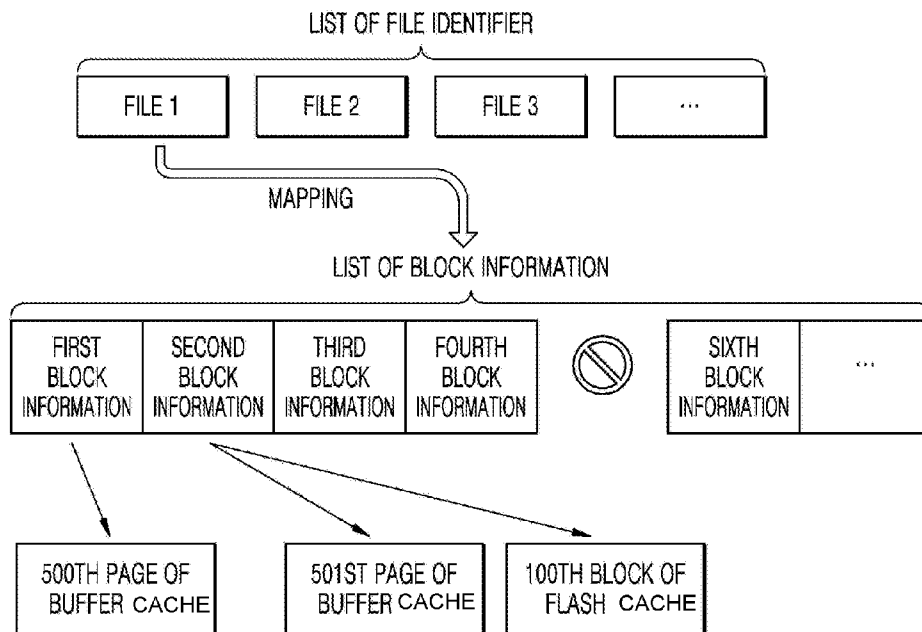 LIST OF FILE IDENTIFIER
FILE 1
FILE 2
FILE 3
...
MAPPING
LIST OF BLOCK INFORMATION
FIRST
BLOCK
INFORMATION
SECOND
BLOCK
INFORMATION
THIRD
BLOCK
INFORMATION
FOURTH
BLOCK
INFORMATION
SIXTH
BLOCK
INFORMATION
...
500TH PAGE OF
BUFFER CACHE
501ST PAGE OF
BUFFER CACHE
100TH BLOCK OF
FLASH CACHE